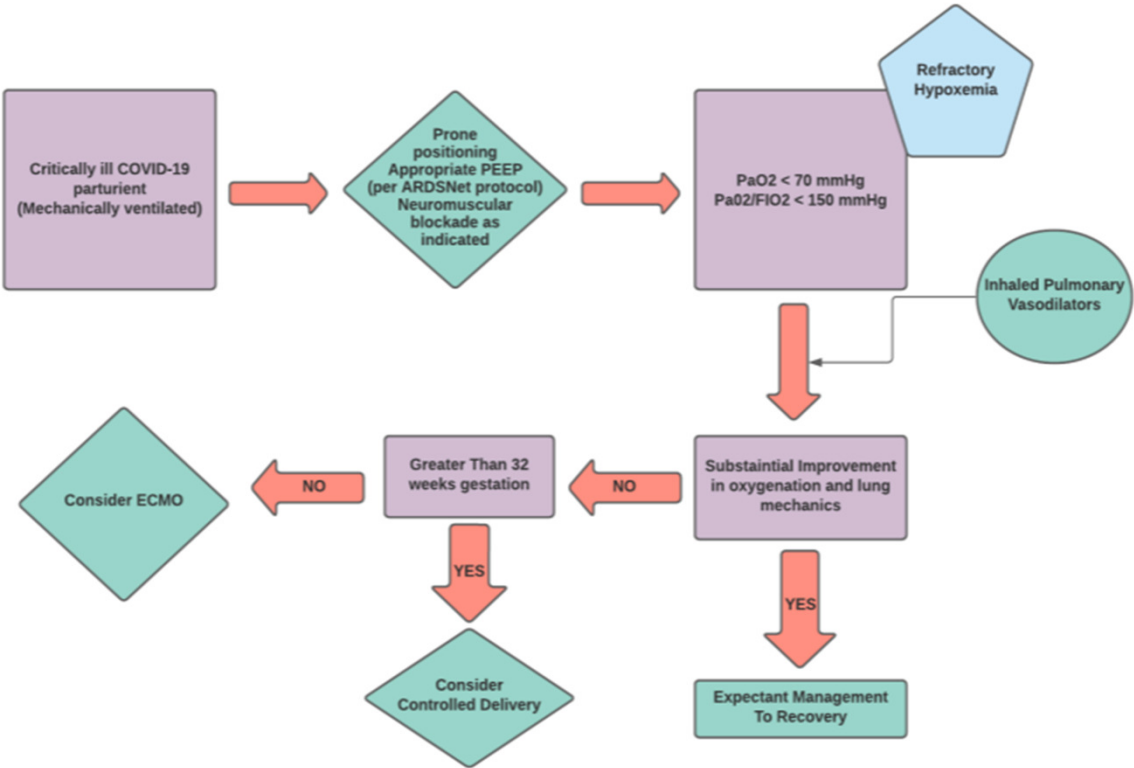 Refractory
Hypoxemia
Critically ill COVID-19
parturient
(Mechanically ventilated)
Prone
positioning
Appropriate PEEP
(per ARDSNet protocol)
Neuromuscular
blockade as
indicated
PaO2 < 70 mmHg
Pa02/FIO2 < 150 mmHg
Inhaled Pulmonary
Vasodilators
Substaintial Improvement
in oxygenation and lung
mechanics
NO
Greater Than 32
weeks gestation
NO
Consider ECMO
YES
Consider
Controlled Delivery
YES
Expectant Management
To Recovery